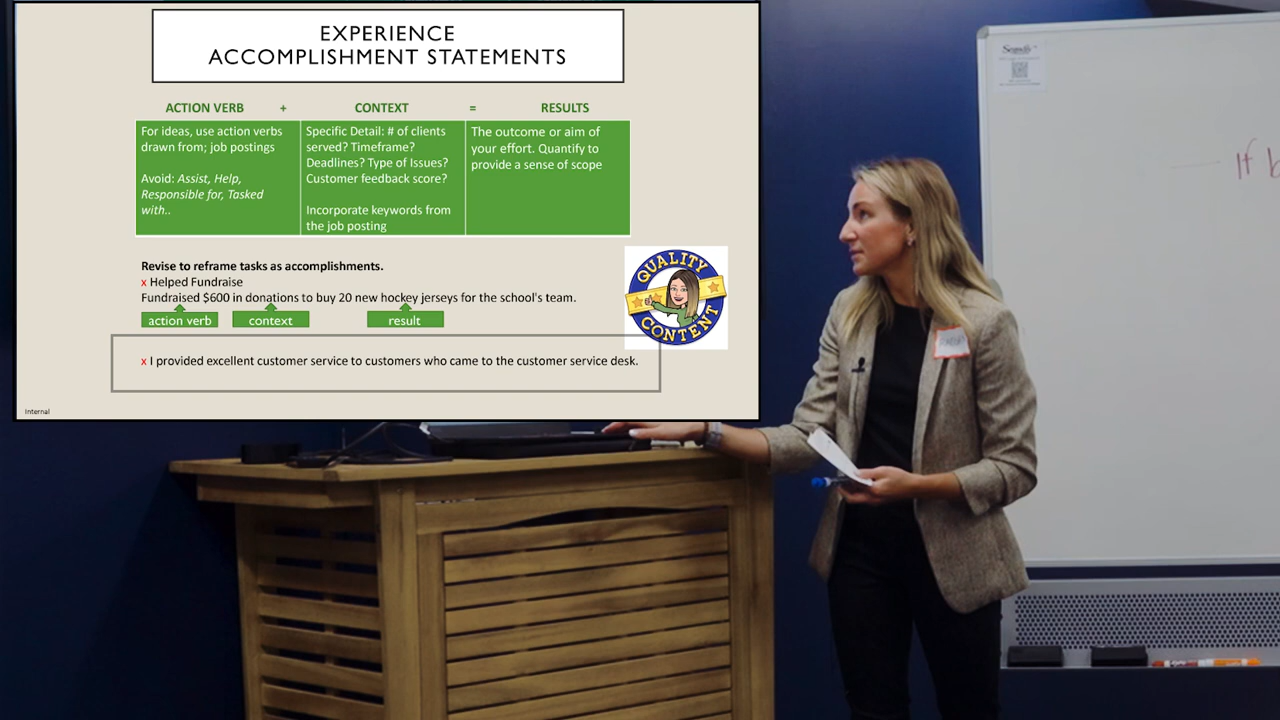 EXPERIENCE
ACCOMPLISHMENT STATEMENTS
ACTION VERB + CONTEXT = RESULTS
For ideas, use action verbs
drawn from; job postings
Avoid: Assist, Help,
Responsible for, Tasked
with..
Specific Detail: # of clients
served? Timeframe?
Deadlines? Type of Issues?
Customer feedback score?
Incorporate keywords from
the job posting
The outcome or aim of
your effort. Quantify to
provide a sense of scope
Revise to reframe tasks as accomplishments.
x Helped Fundraise
Fundraised $600 in donations to buy 20 new hockey jerseys for the school's team.
action verb context result
QUALITY
CONTENT
x I provided excellent customer service to customers who came to the customer service desk.
Internal
If